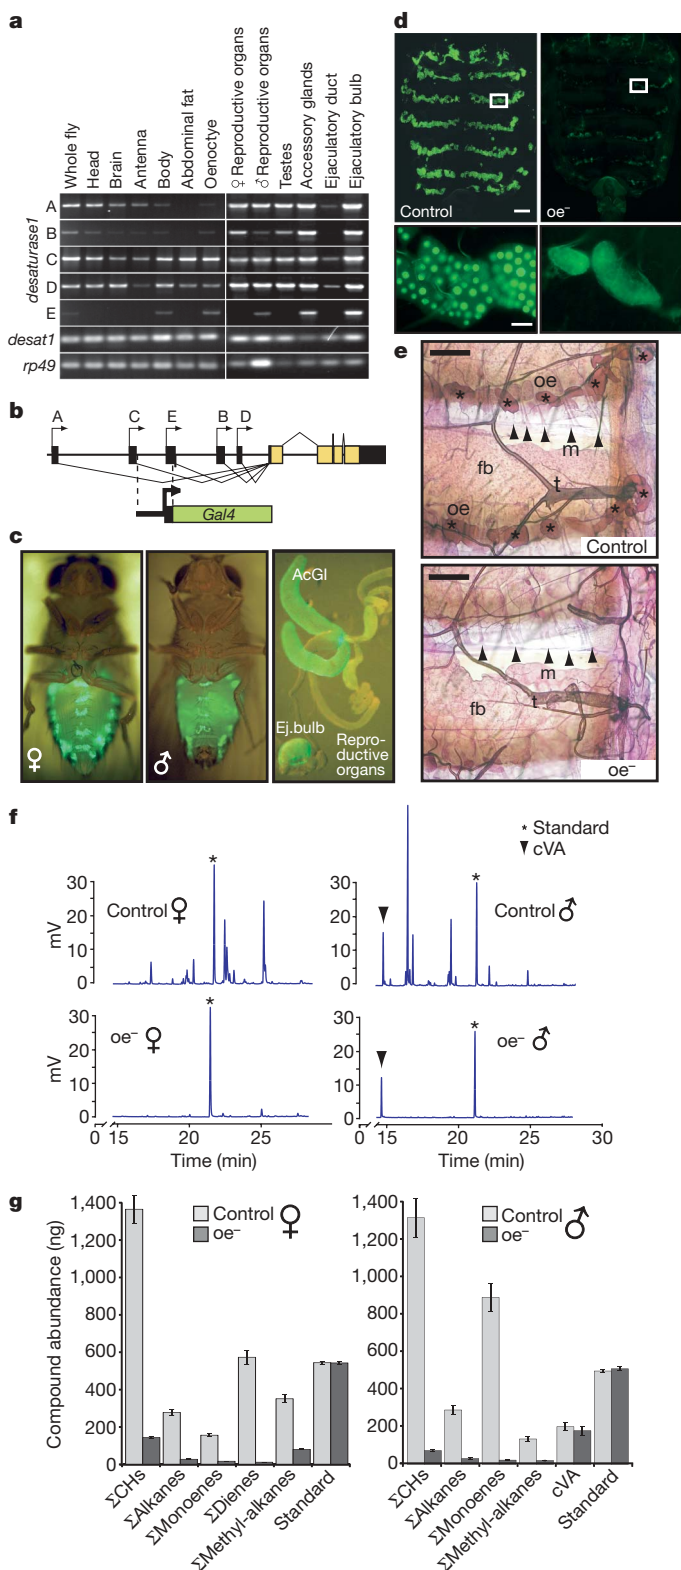 a
Whole fly
Head
Brain
Antenna
Body
Abdominal fat
Oenoctye
♀ Reproductive organs
♂ Reproductive organs
Testes
Accessory glands
Ejaculatory duct
Ejaculatory bulb
desaturase1
A
B
C
D
E
desat1
rp49
b
A C E B D
Gal4
c
♀
♂
AcGl
Ej.bulb
Repro-
ductive
organs
d
Control
oe–
e
oe
* * * * *
m
fb
t
oe
* * * * *
Control
m
fb
t
oe–
f
* Standard
cVA
mV
30
20
10
0
Control ♀
*
Control ♂
*
30
20
10
0
mV
30
20
10
0
oe– ♀
*
oe– ♂
*
30
20
10
0
0 15 20 25
Time (min)
0 15 20 25 30
Time (min)
g
Compound abundance (ng)
1,400
1,200
1,000
800
600
400
200
0
Control
oe–
♀
ΣCHs
ΣAlkanes
ΣMonoenes
ΣDienes
ΣMethyl-alkanes
Standard
1,400
1,200
1,000
800
600
400
200
0
Control
oe–
♂
ΣCHs
ΣAlkanes
ΣMonoenes
ΣMethyl-alkanes
cVA
Standard